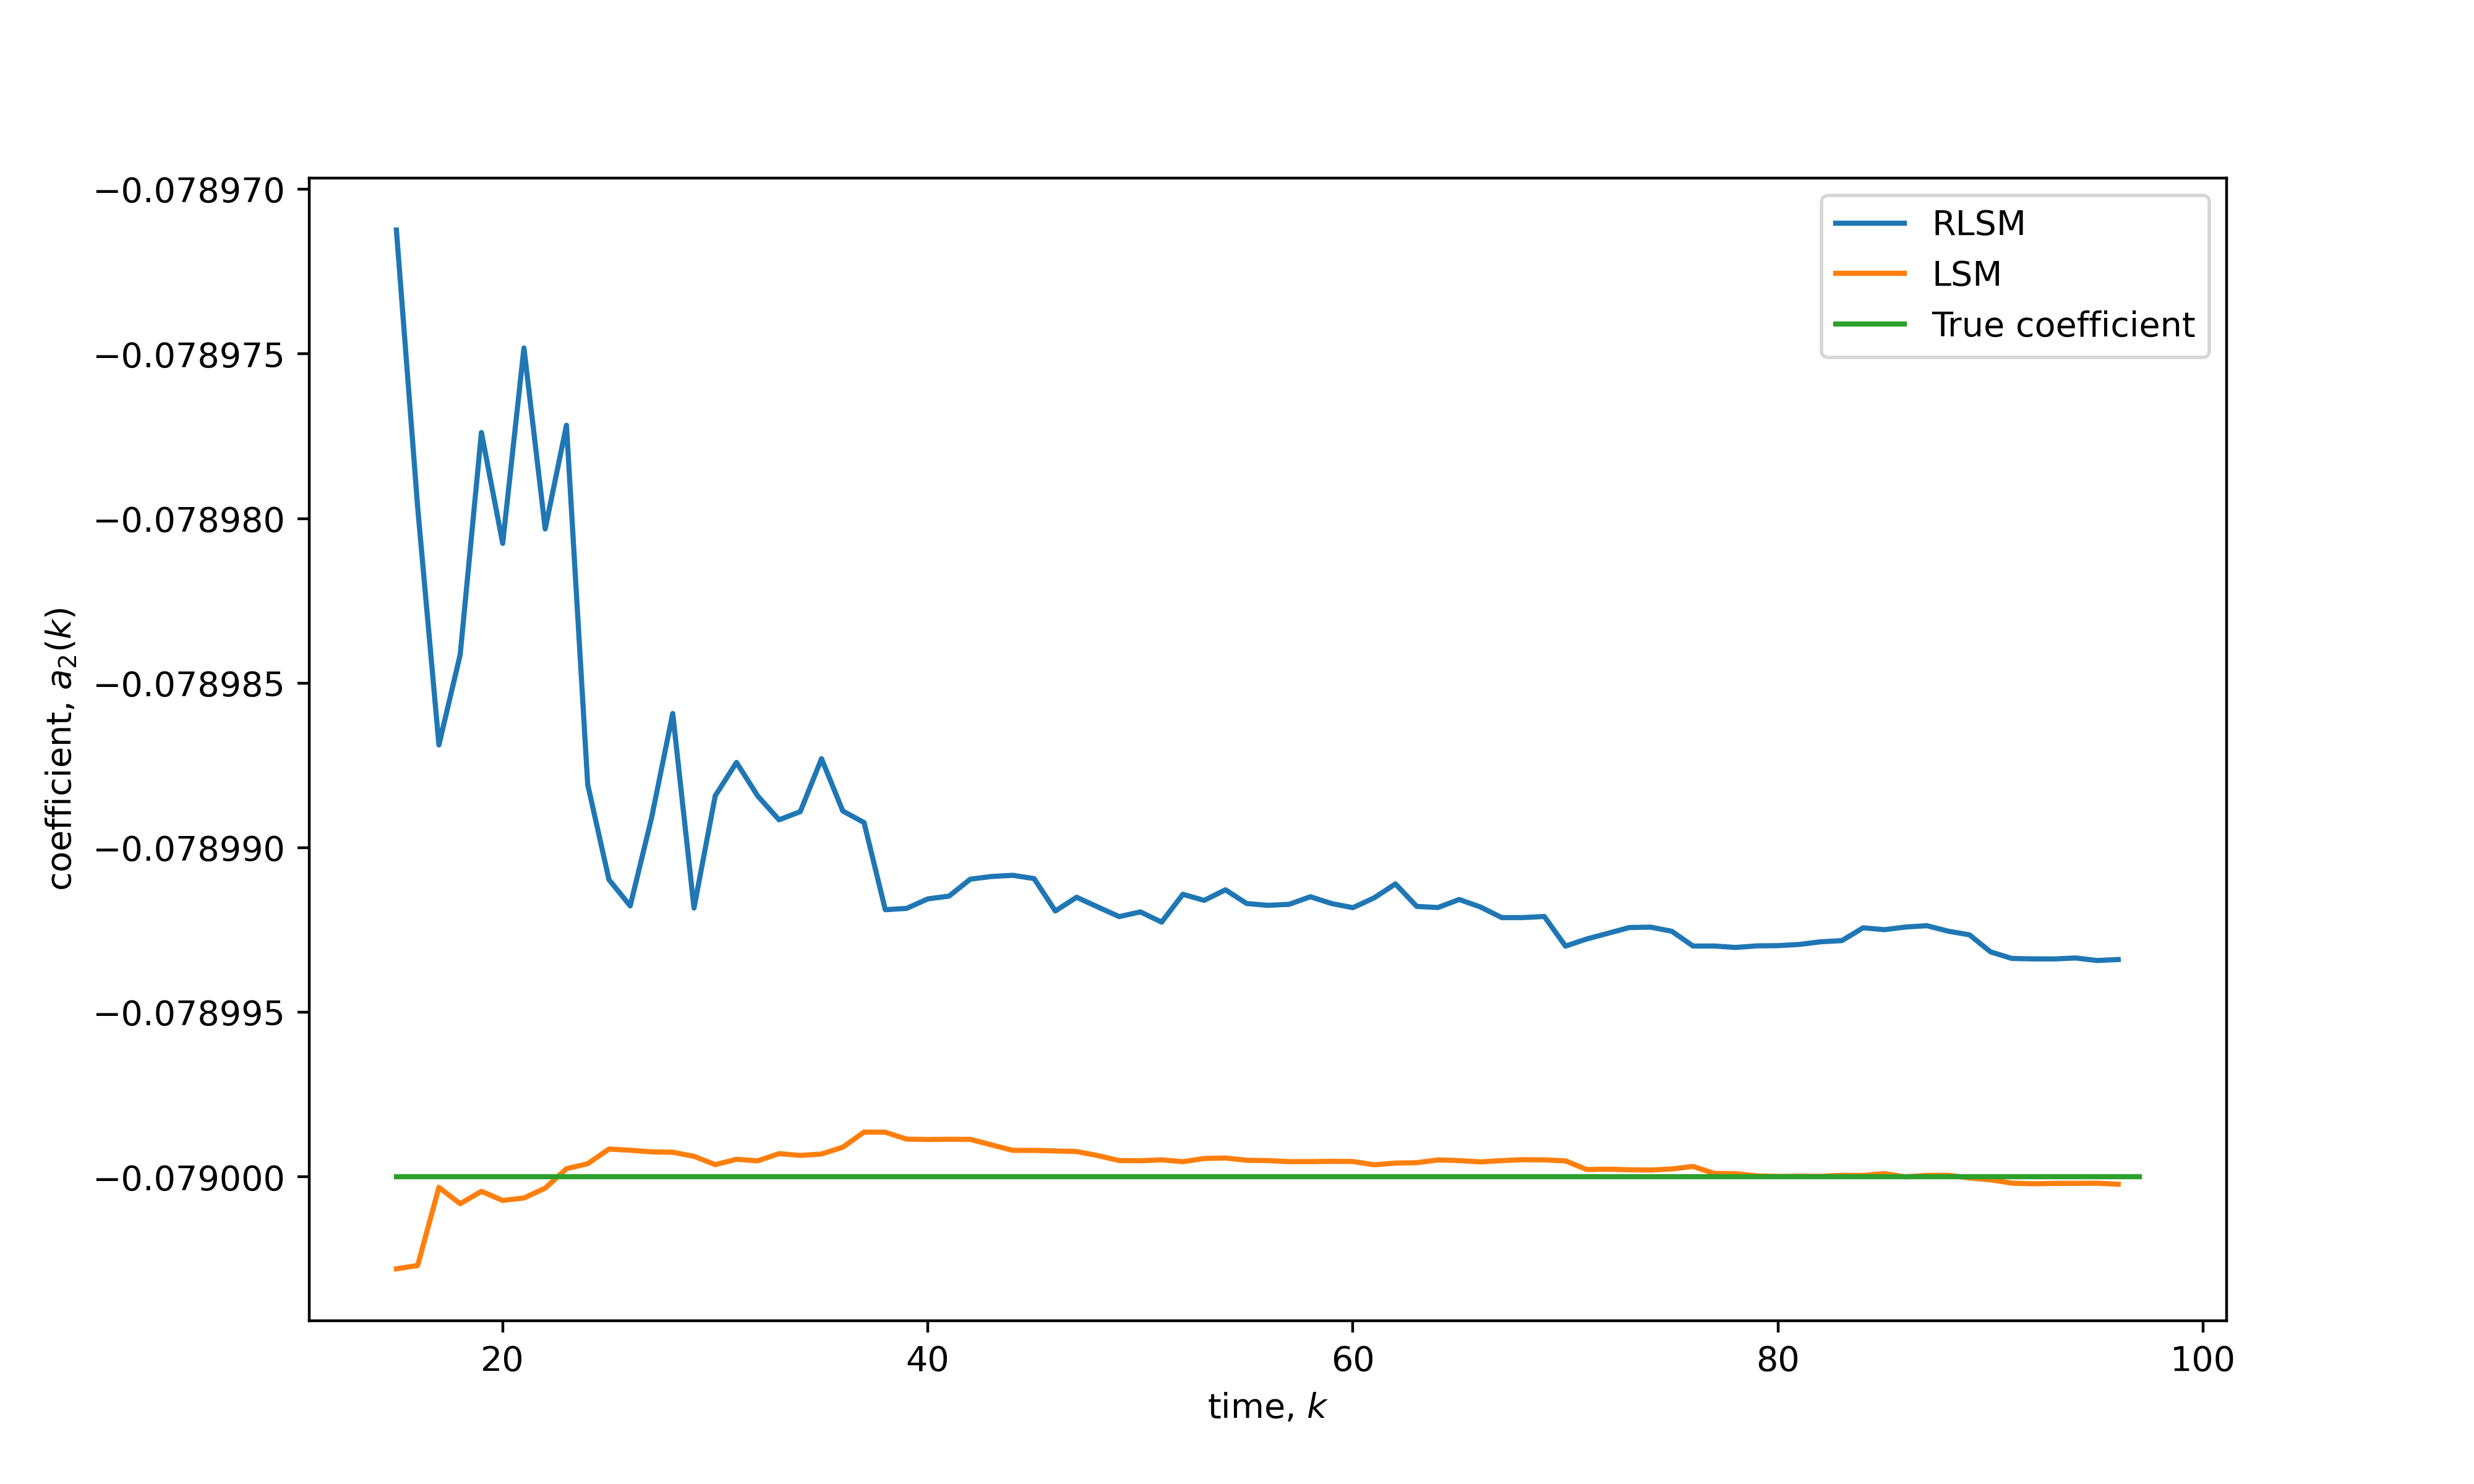 −0.078970
−0.078975
−0.078980
−0.078985
−0.078990
−0.078995
−0.079000
coefficient, a₂(k)
20 40 60 80 100
time, k
RLSM
LSM
True coefficient